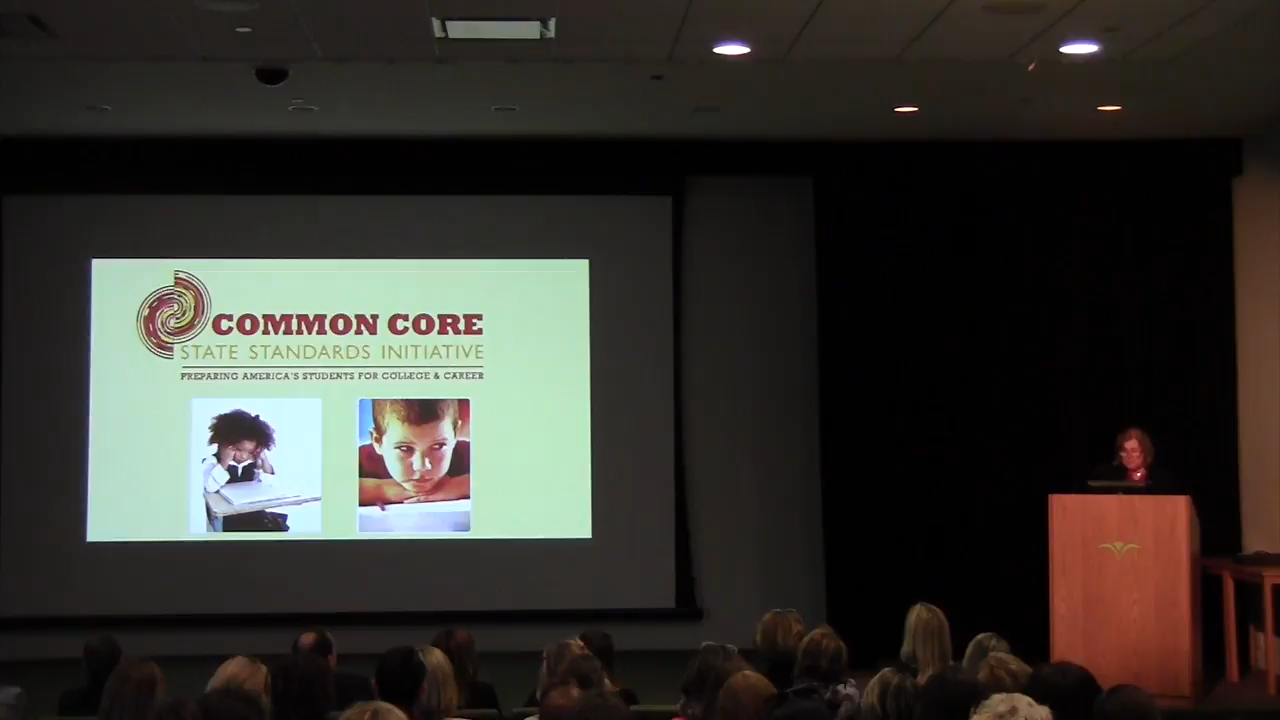 COMMON CORE
STATE STANDARDS INITIATIVE
PREPARING AMERICA'S STUDENTS FOR COLLEGE & CAREER